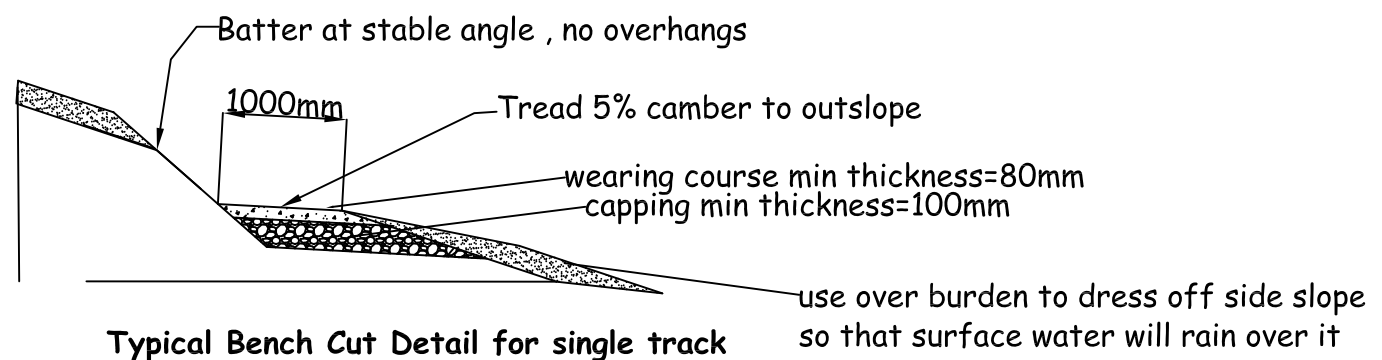 Batter at stable angle , no overhangs
1000mm
Tread 5% camber to outslope
wearing course min thickness=80mm
capping min thickness=100mm
use over burden to dress off side slope
so that surface water will rain over it
Typical Bench Cut Detail for single track